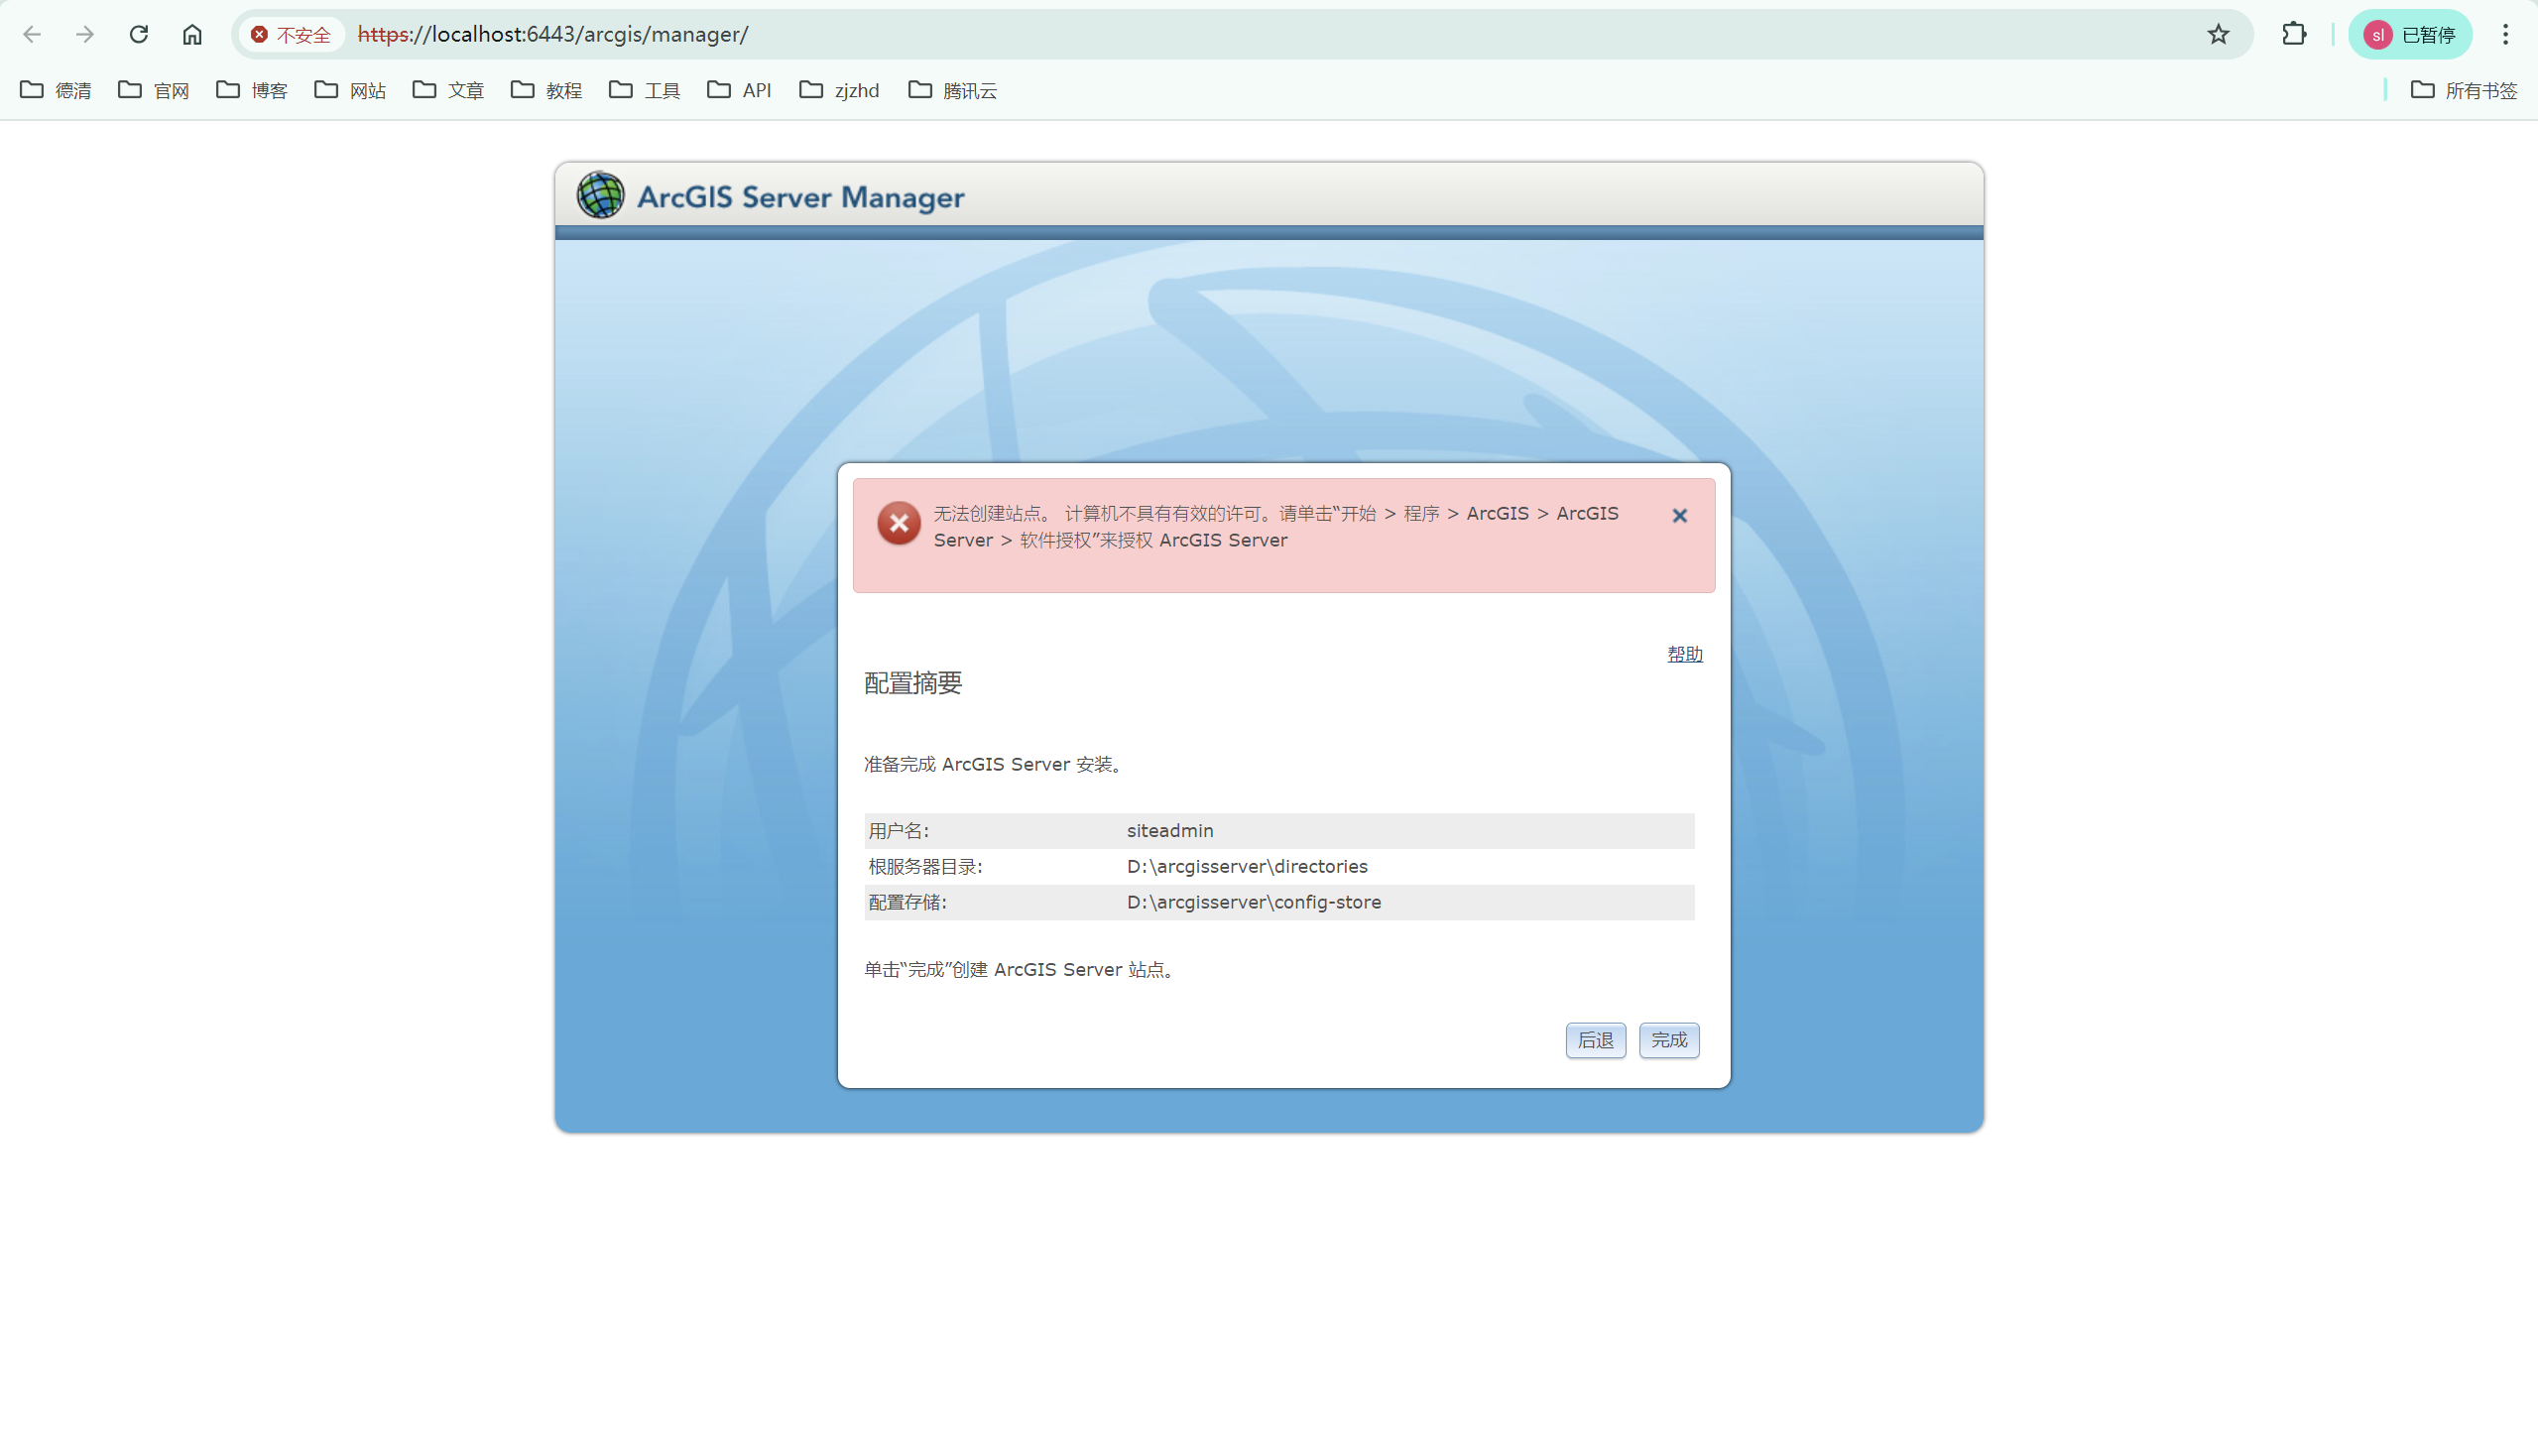 不安全
https://localhost:6443/arcgis/manager/
sl 已暂停
德清 官网 博客 网站 文章 教程 工具 API zjzhd 腾讯云 所有书签
ArcGIS Server Manager
无法创建站点。 计算机不具有有效的许可。请单击“开始 > 程序 > ArcGIS > ArcGIS
Server > 软件授权”来授权 ArcGIS Server
帮助
配置摘要
准备完成 ArcGIS Server 安装。
用户名: siteadmin
根服务器目录: D:\arcgisserver\directories
配置存储: D:\arcgisserver\config-store
单击“完成”创建 ArcGIS Server 站点。
后退 完成